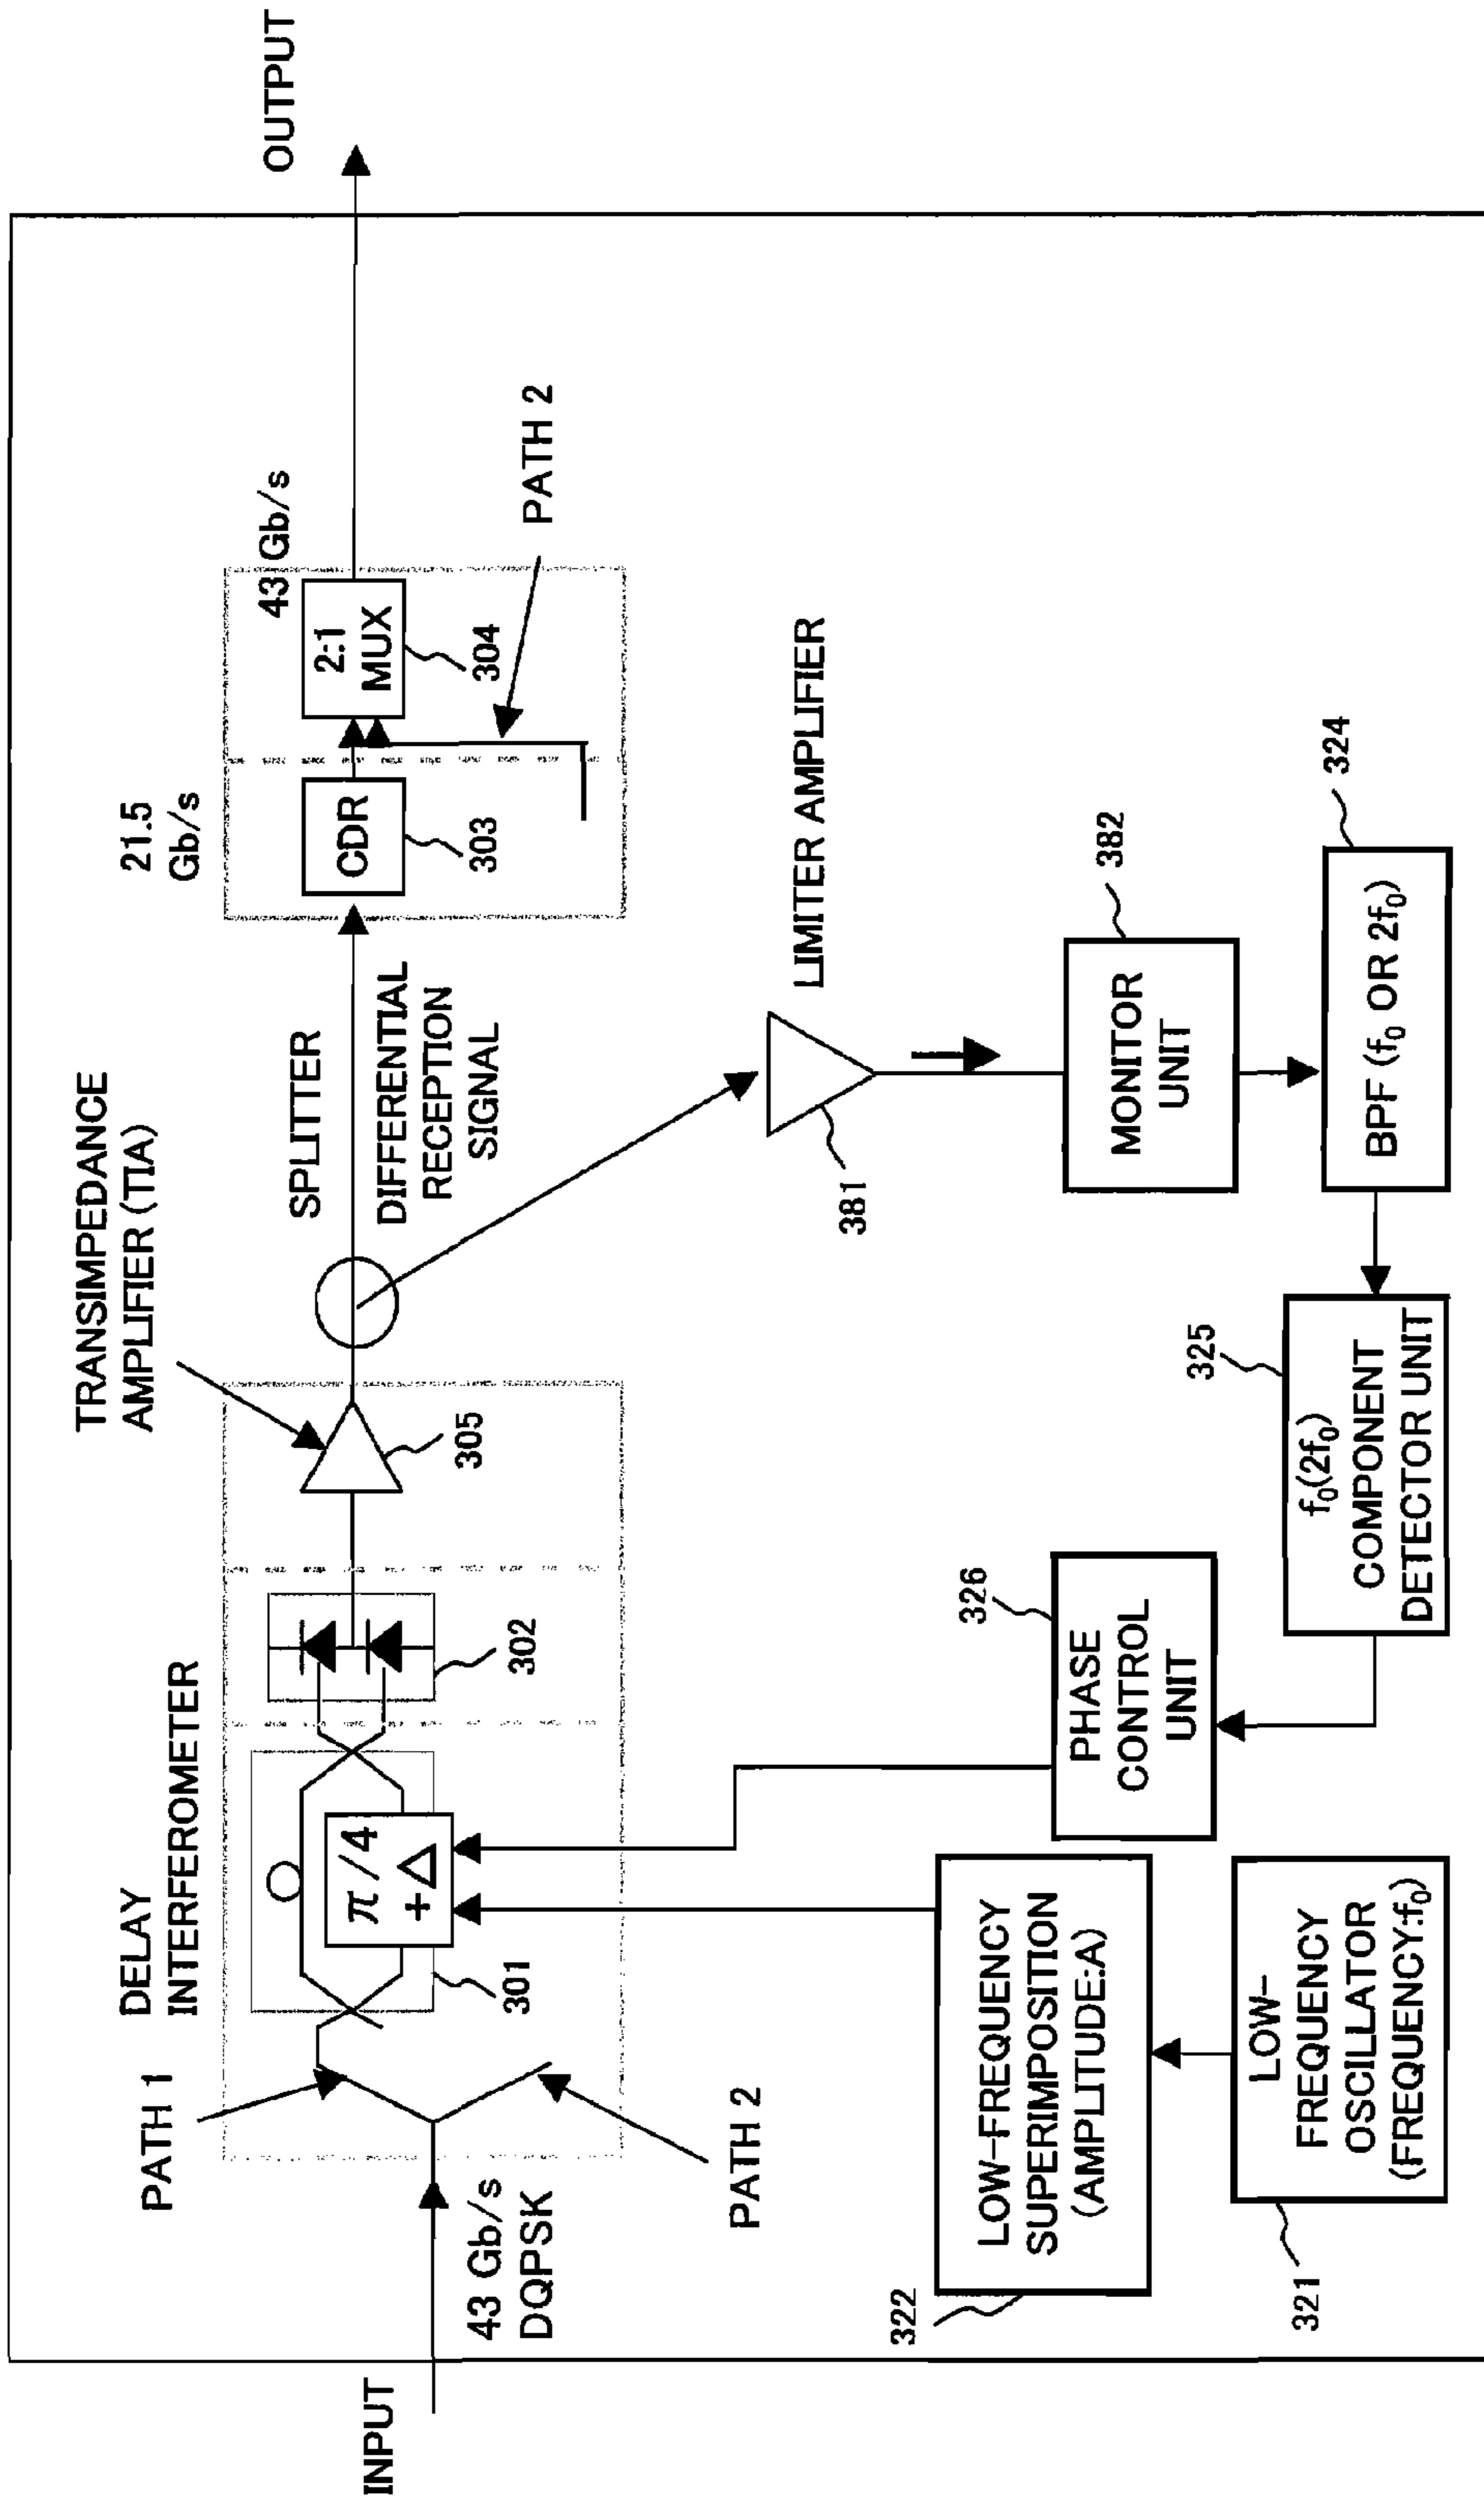 INPUT
43 Gb/s
DQPSK
PATH 1
PATH 2
DELAY
INTERFEROMETER
π/4
+△
301
302
TRANSIMPEDANCE
AMPLIFIER (TIA)
305
SPLITTER
DIFFERENTIAL
RECEPTION
SIGNAL
21.5
Gb/s
CDR
303
43 Gb/s
2:1
MUX
304
PATH 2
OUTPUT
LIMITER AMPLIFIER
381
MONITOR
UNIT
382
BPF (f₀ OR 2f₀)
324
f₀(2f₀)
COMPONENT
DETECTOR UNIT
325
PHASE
CONTROL
UNIT
326
LOW-FREQUENCY
SUPERIMPOSITION
(AMPLITUDE:A)
322
LOW-
FREQUENCY
OSCILLATOR
(FREQUENCY:f₀)
321